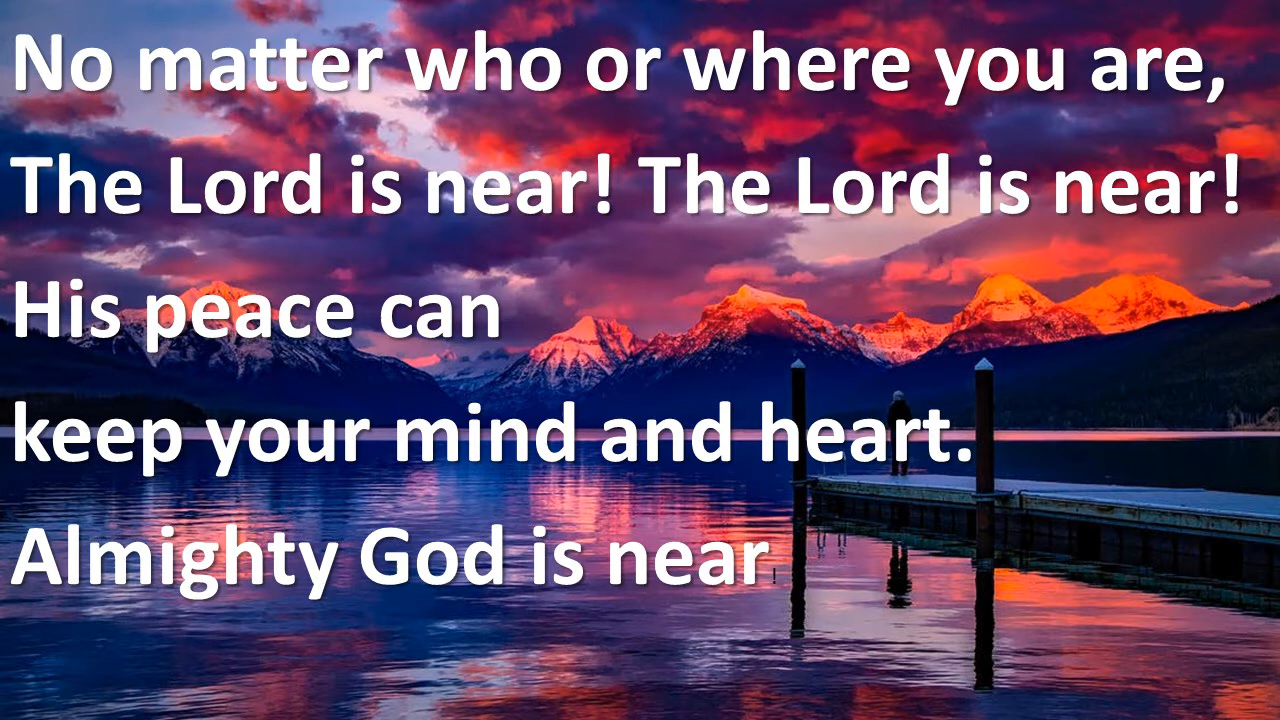 No matter who or where you are,
The Lord is near! The Lord is near!
His peace can
keep your mind and heart.
Almighty God is near!